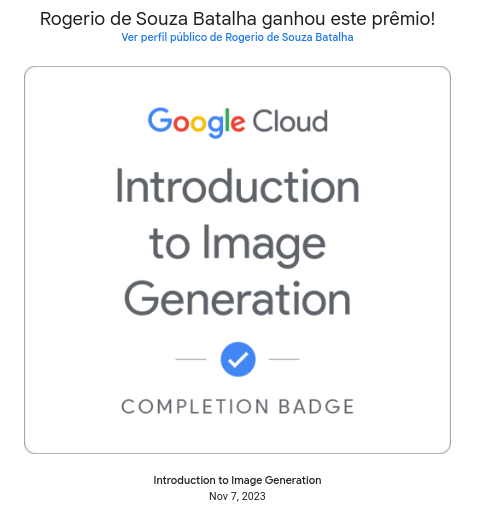 Rogerio de Souza Batalha ganhou este prêmio!
Ver perfil público de Rogerio de Souza Batalha
Google Cloud
Introduction
to Image
Generation
COMPLETION BADGE
Introduction to Image Generation
Nov 7, 2023